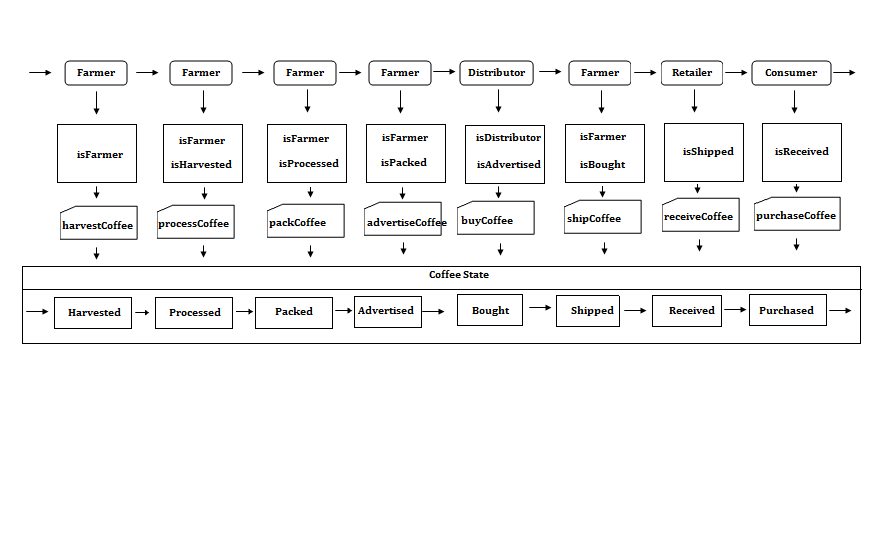 Farmer
Farmer
Farmer
Farmer
Distributor
Farmer
Retailer
Consumer
isFarmer
isFarmer
isHarvested
isFarmer
isProcessed
isFarmer
isPacked
isDistributor
isAdvertised
isFarmer
isBought
isShipped
isReceived
harvestCoffee
processCoffee
packCoffee
advertiseCoffee
buyCoffee
shipCoffee
receiveCoffee
purchaseCoffee
Coffee State
Harvested
Processed
Packed
Advertised
Bought
Shipped
Received
Purchased